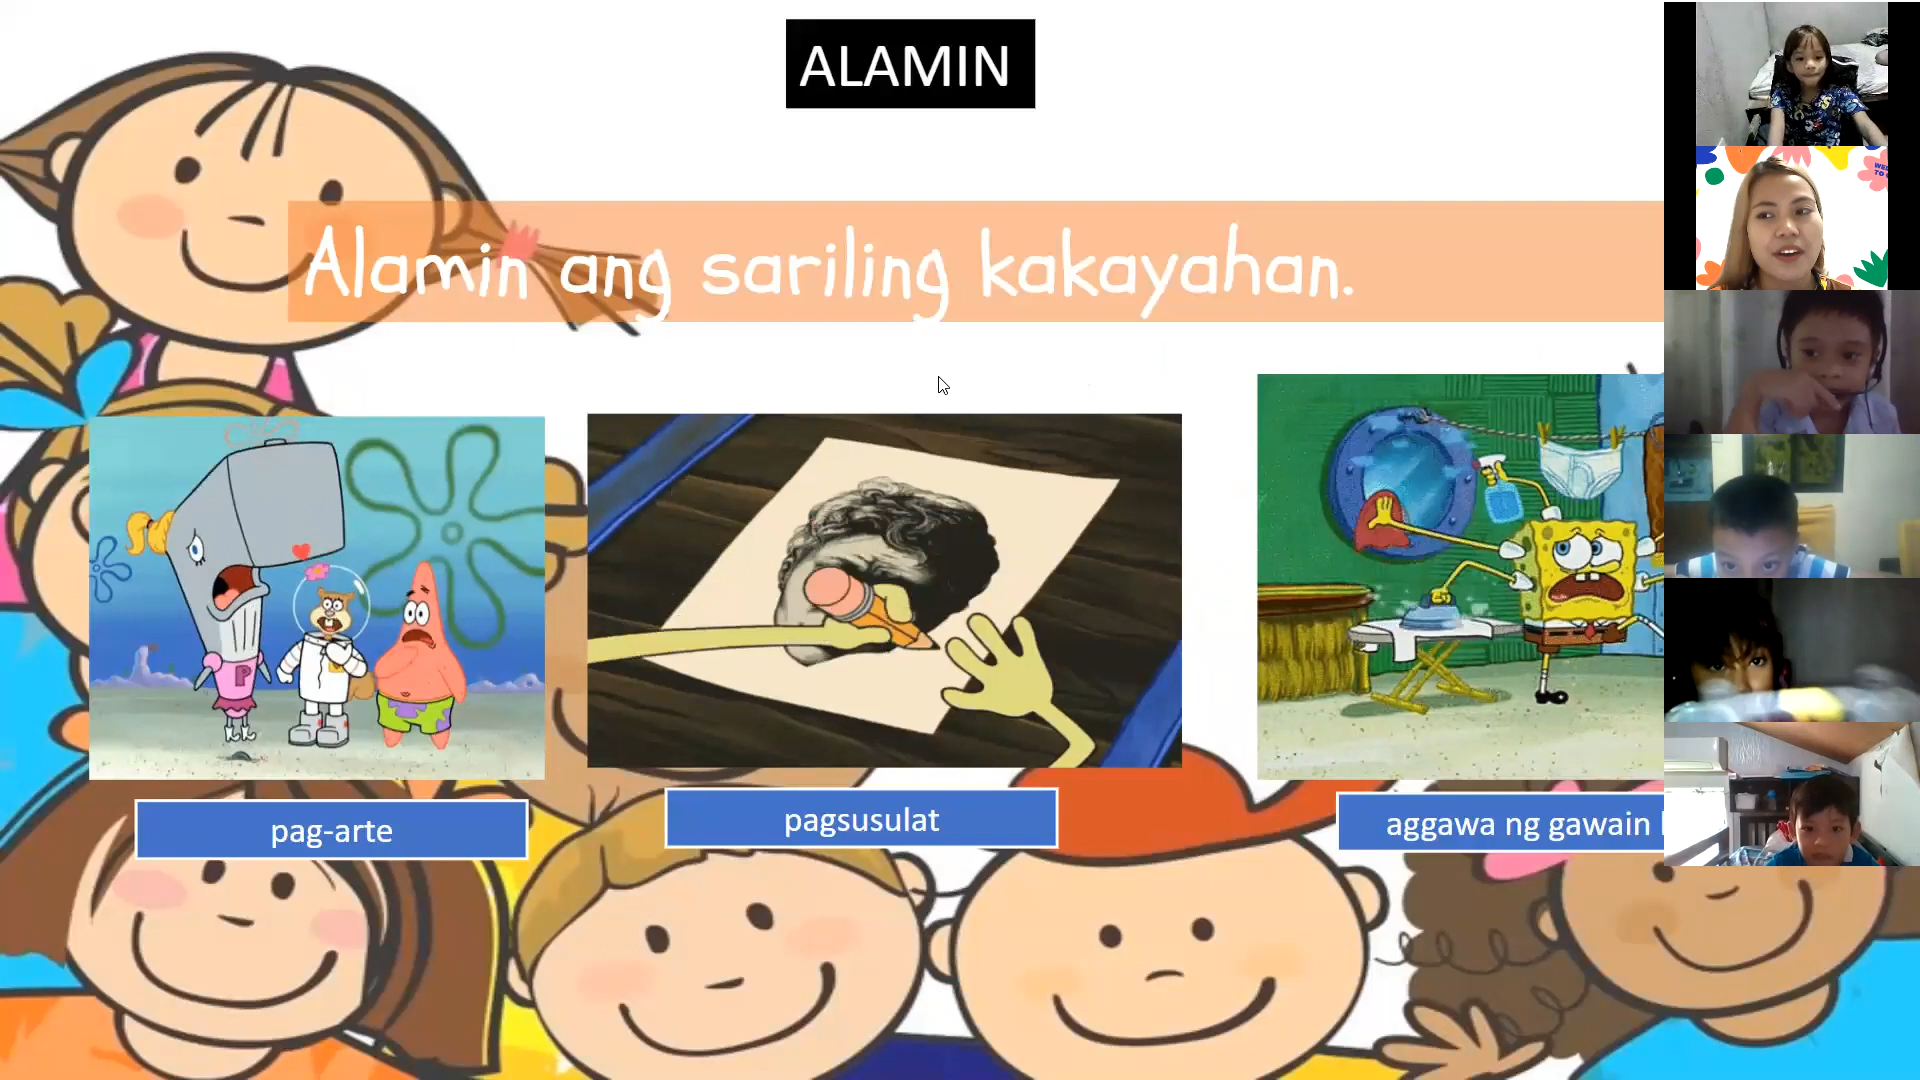 ALAMIN
Alamin ang sariling kakayahan.
P
pag-arte
pagsusulat
aggawa ng gawain